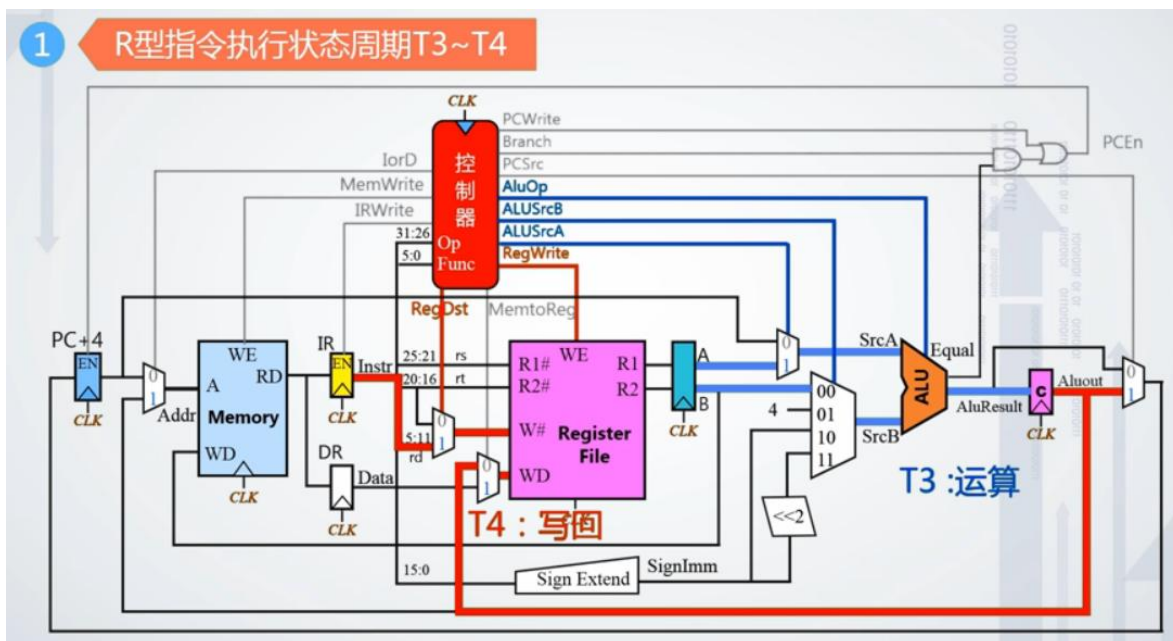 1
R型指令执行状态周期T3~T4
CLK
PCWrite
Branch
PCSrc
PCEn
IorD
MemWrite
IRWrite
控制器
AluOp
ALUSrcB
ALUSrcA
RegWrite
31:26
Op
5:0
Func
RegDst
MemtoReg
PC+4
EN
CLK
0
1
Addr
WE
A
RD
Memory
WD
CLK
IR
EN
Instr
CLK
DR
Data
CLK
25:21 rs
20:16 rt
0
1
15:11
rd
0
1
WE
R1#
R1
R2#
R2
W#
Register
File
WD
CLK
A
B
CLK
0
1
4
00
01
10
11
SrcA
SrcB
<<2
ALU
Equal
AluResult
C
CLK
Aluout
0
1
T3 :运算
T4：写回
15:0
Sign Extend
SignImm